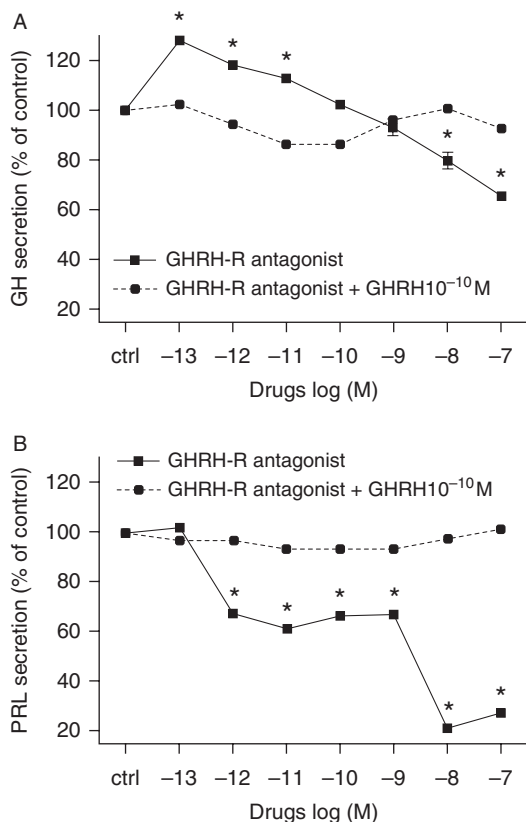 A
GH secretion (% of control)
120
100
80
60
40
20
* * * * *
GHRH-R antagonist
GHRH-R antagonist + GHRH10⁻¹⁰M
ctrl –13 –12 –11 –10 –9 –8 –7
Drugs log (M)
B
PRL secretion (% of control)
120
100
80
60
40
20
GHRH-R antagonist
GHRH-R antagonist + GHRH10⁻¹⁰M
* * * * * *
ctrl –13 –12 –11 –10 –9 –8 –7
Drugs log (M)